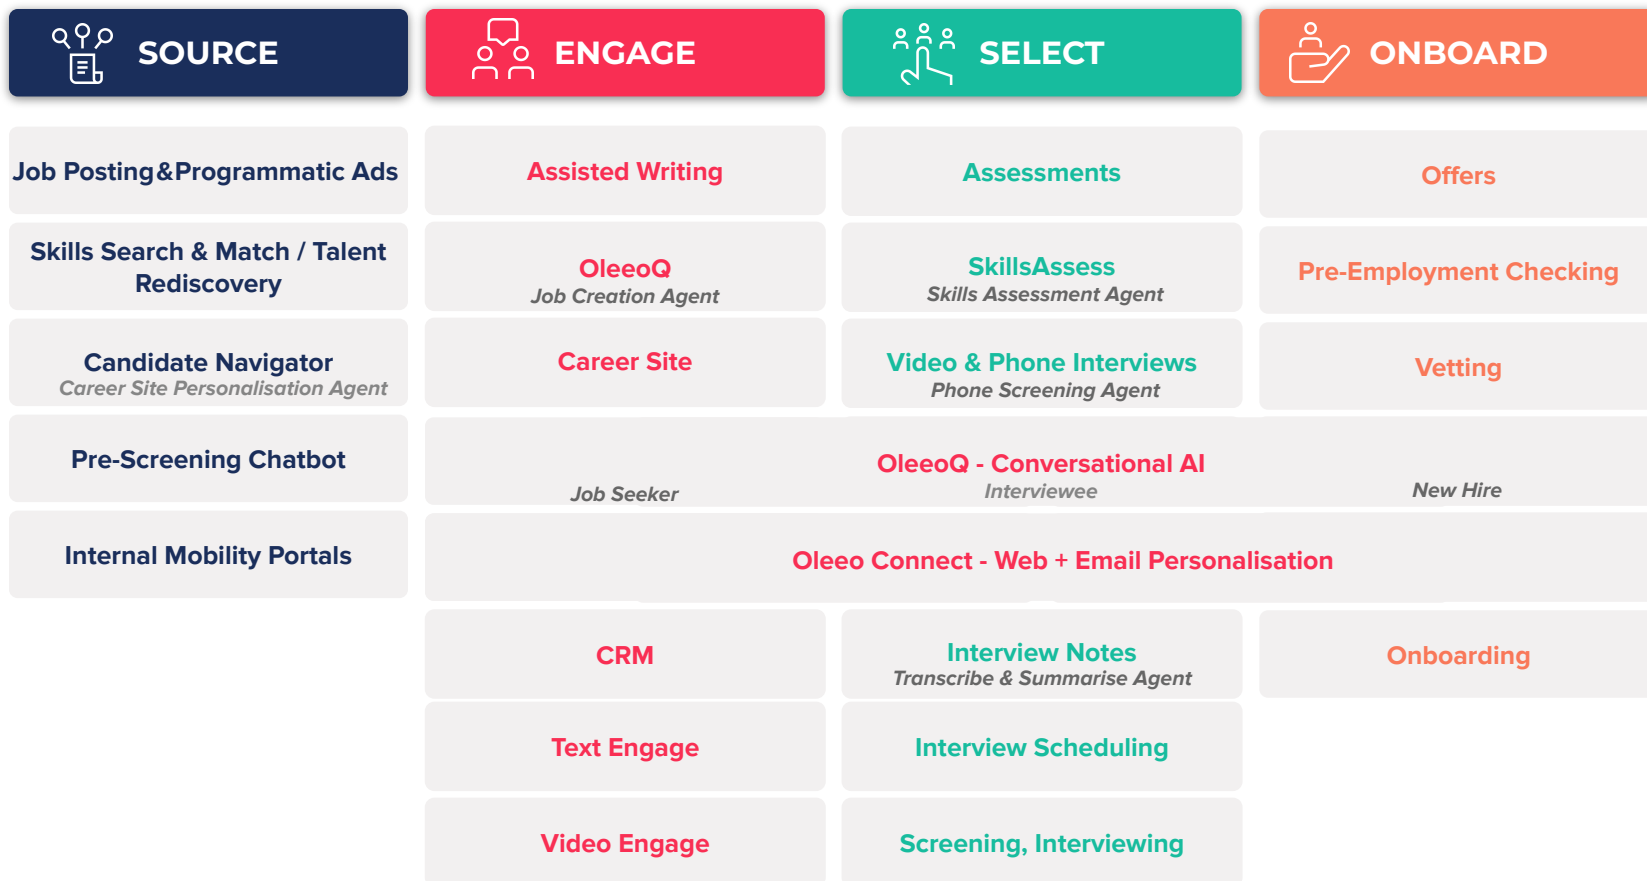 SOURCE
ENGAGE
SELECT
ONBOARD
Job Posting&Programmatic Ads
Assisted Writing
Assessments
Offers
Skills Search & Match / Talent
Rediscovery
OleeoQ
Job Creation Agent
SkillsAssess
Skills Assessment Agent
Pre-Employment Checking
Candidate Navigator
Career Site Personalisation Agent
Career Site
Video & Phone Interviews
Phone Screening Agent
Vetting
Pre-Screening Chatbot
OleeoQ - Conversational AI
Job Seeker
Interviewee
New Hire
Internal Mobility Portals
Oleeo Connect - Web + Email Personalisation
CRM
Interview Notes
Transcribe & Summarise Agent
Onboarding
Text Engage
Interview Scheduling
Video Engage
Screening, Interviewing